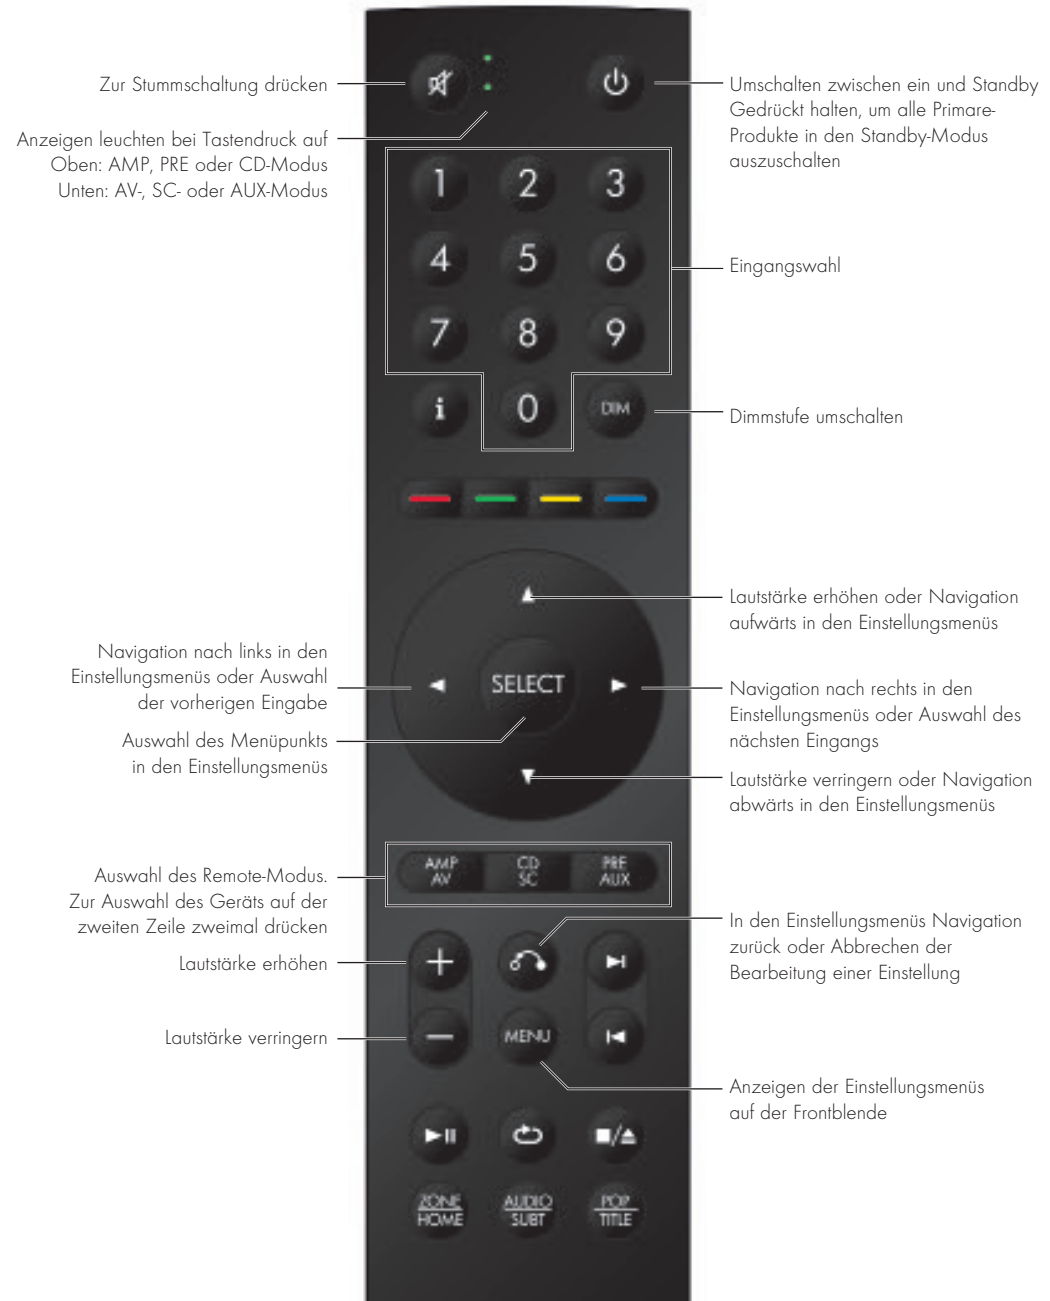 Zur Stummschaltung drücken
Umschalten zwischen ein und Standby
Gedrückt halten, um alle Primare-
Produkte in den Standby-Modus
auszuschalten
Anzeigen leuchten bei Tastendruck auf
Oben: AMP, PRE oder CD-Modus
Unten: AV-, SC- oder AUX-Modus
1 2 3
4 5 6
Eingangswahl
7 8 9
i 0 DIM
Dimmstufe umschalten
Lautstärke erhöhen oder Navigation
aufwärts in den Einstellungsmenüs
Navigation nach links in den
Einstellungsmenüs oder Auswahl
der vorherigen Eingabe
SELECT
Navigation nach rechts in den
Einstellungsmenüs oder Auswahl des
nächsten Eingangs
Auswahl des Menüpunkts
in den Einstellungsmenüs
Lautstärke verringern oder Navigation
abwärts in den Einstellungsmenüs
AMP CD PRE
AV SC AUX
Auswahl des Remote-Modus.
Zur Auswahl des Geräts auf der
zweiten Zeile zweimal drücken
In den Einstellungsmenüs Navigation
zurück oder Abbrechen der
Bearbeitung einer Einstellung
Lautstärke erhöhen
Lautstärke verringern
MENU
Anzeigen der Einstellungsmenüs
auf der Frontblende
ZONE AUDIO POP
HOME SUBT TITLE